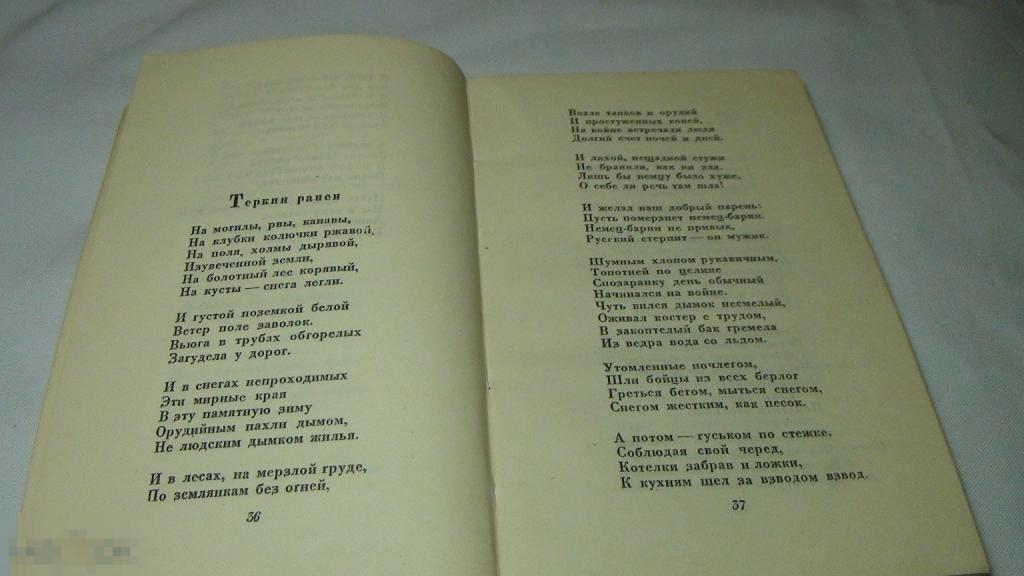 Теркин ранен
На могилы, рвы, канавы,
На клубки колючки ржавой,
На поля, холмы дырявой,
Изувеченной земли,
На болотный лес корявый,
На кусты — снега легли.
И густой поземкой белой
Ветер поле заволок.
Вьюга в трубах обгорелых
Загудела у дорог.
И в снегах непроходимых
Эти мирные края
В эту памятную зиму
Орудийным пахли дымом,
Не людским дымком жилья.
И в лесах, на мерзлой груде,
По землянкам без огней,
36
Возле танков и орудий
И простуженных коней,
На войне встречали люди
Долгий счет ночей и дней.
И лихой, нещадной стужи
Не бранили, как ни зла.
Лишь бы немцу было хуже,
О себе ли речь там шла!
И желал наш добрый парень:
Пусть померзнет немец-барин.
Немец-барин не привык,
Русский стерпит — он мужик.
Шумным хлопом рукавичным,
Топотней по целине
Спозаранку день обычный
Начинался на войне.
Чуть вился дымок несмелый,
Оживал костер с трудом,
В закоптелый бак гремела
Из ведра вода со льдом.
Утомленные ночлегом,
Шли бойцы из всех берлог
Греться бегом, мыться снегом,
Снегом жестким, как песок.
А потом — гуськом по стежке.
Соблюдая свой черед,
Котелки забрав и ложки,
К кухням шел за взводом взвод.
37